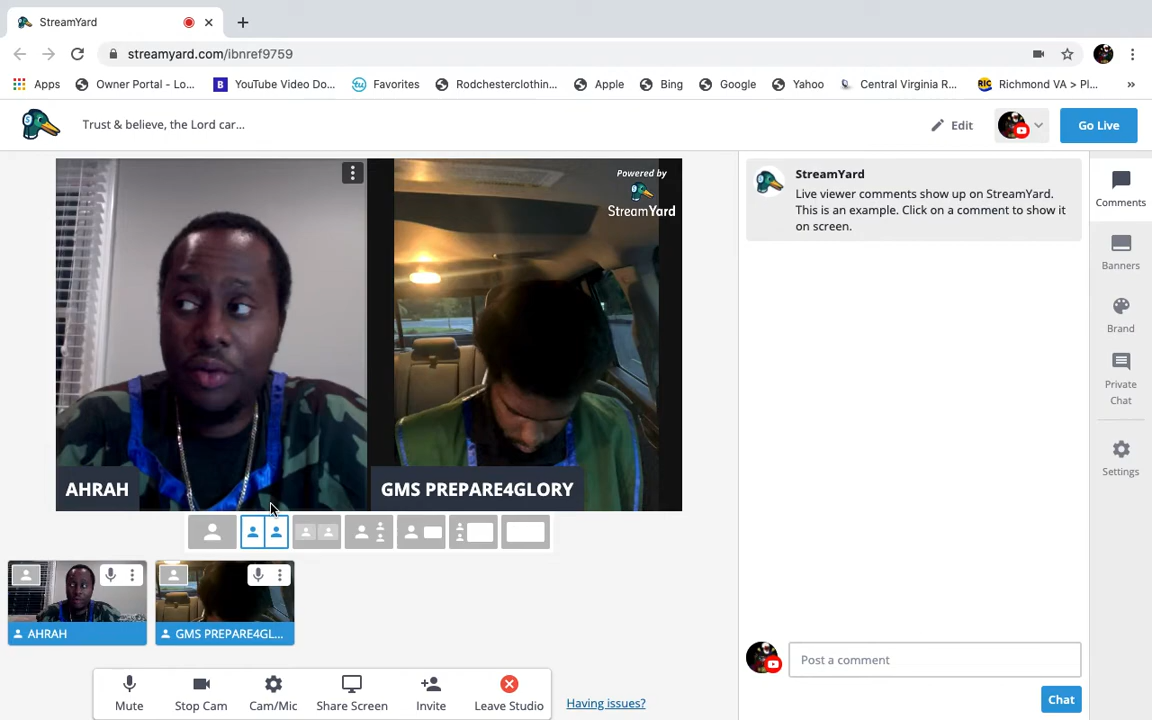 StreamYard
streamyard.com/ibnref9759
Apps
Owner Portal - Lo...
YouTube Video Do...
Favorites
Rodchesterclothin...
Apple
Bing
Google
Yahoo
Central Virginia R...
Richmond VA > Pl...
»
Trust & believe, the Lord car...
Edit
Go Live
Powered by
StreamYard
AHRAH
GMS PREPARE4GLORY
StreamYard
Live viewer comments show up on StreamYard.
This is an example. Click on a comment to show it
on screen.
Comments
Banners
Brand
Private
Chat
Settings
AHRAH
GMS PREPARE4GL...
Mute
Stop Cam
Cam/Mic
Share Screen
Invite
Leave Studio
Having issues?
Post a comment
Chat